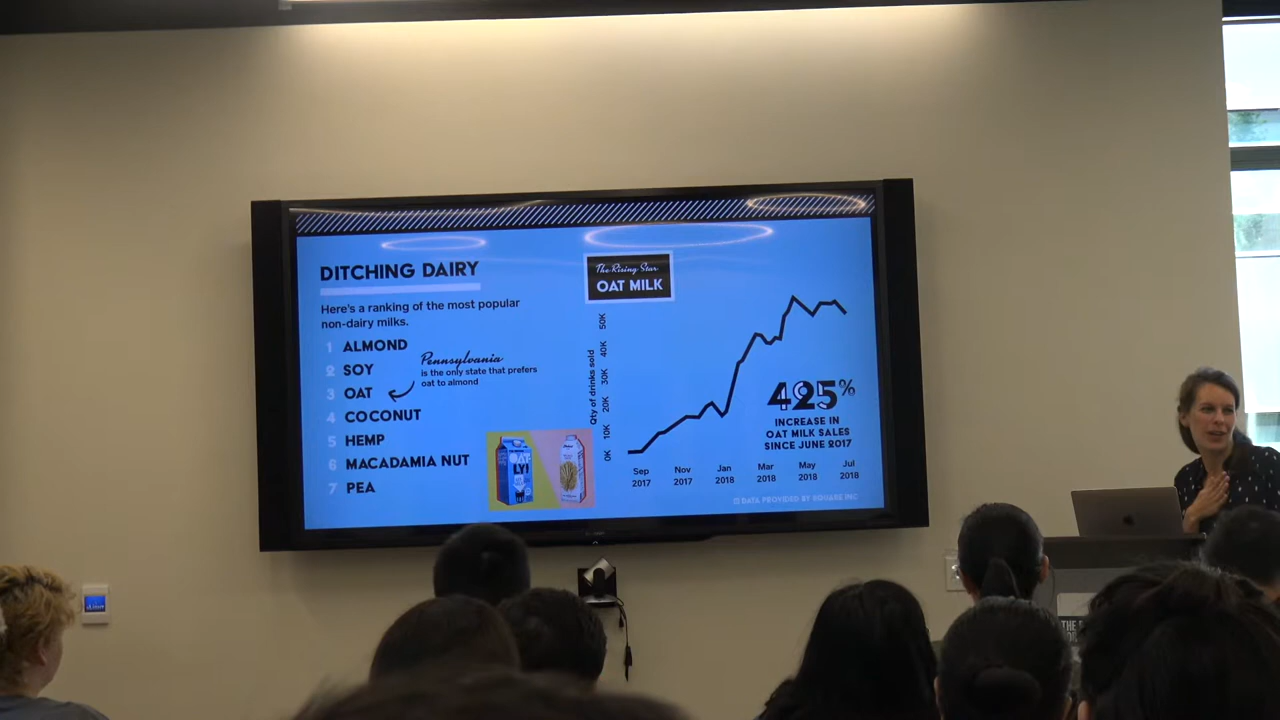 DITCHING DAIRY
Here's a ranking of the most popular
non-dairy milks.
1 ALMOND
2 SOY
3 OAT
4 COCONUT
5 HEMP
6 MACADAMIA NUT
7 PEA
Pennsylvania
is the only state that prefers
oat to almond
OAT-
LY!
The Rising Star
OAT MILK
Qty of drinks sold
50K
40K
30K
20K
10K
0K
Sep
2017
Nov
2017
Jan
2018
Mar
2018
May
2018
Jul
2018
425%
INCREASE IN
OAT MILK SALES
SINCE JUNE 2017
DATA PROVIDED BY SQUARE INC
THE